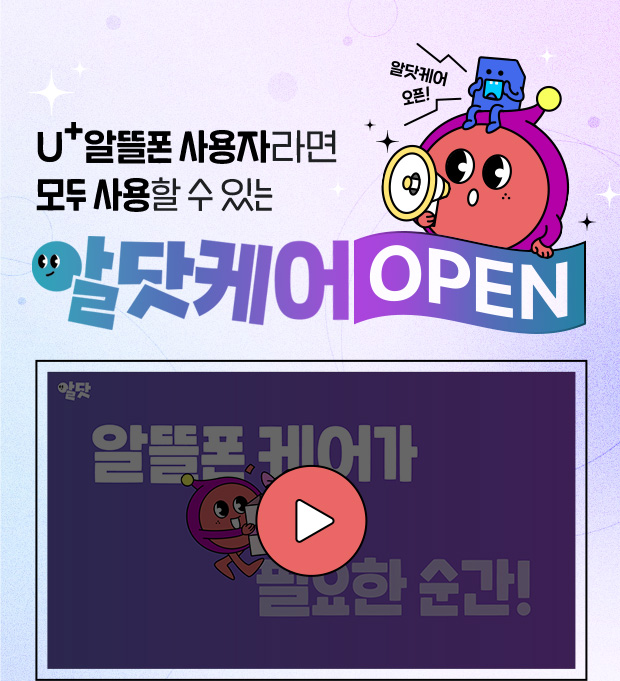 알닷케어
오픈!
U+알뜰폰 사용자라면
모두 사용할 수 있는
알닷케어 OPEN
알닷
알뜰폰 케어가
필요한 순간!